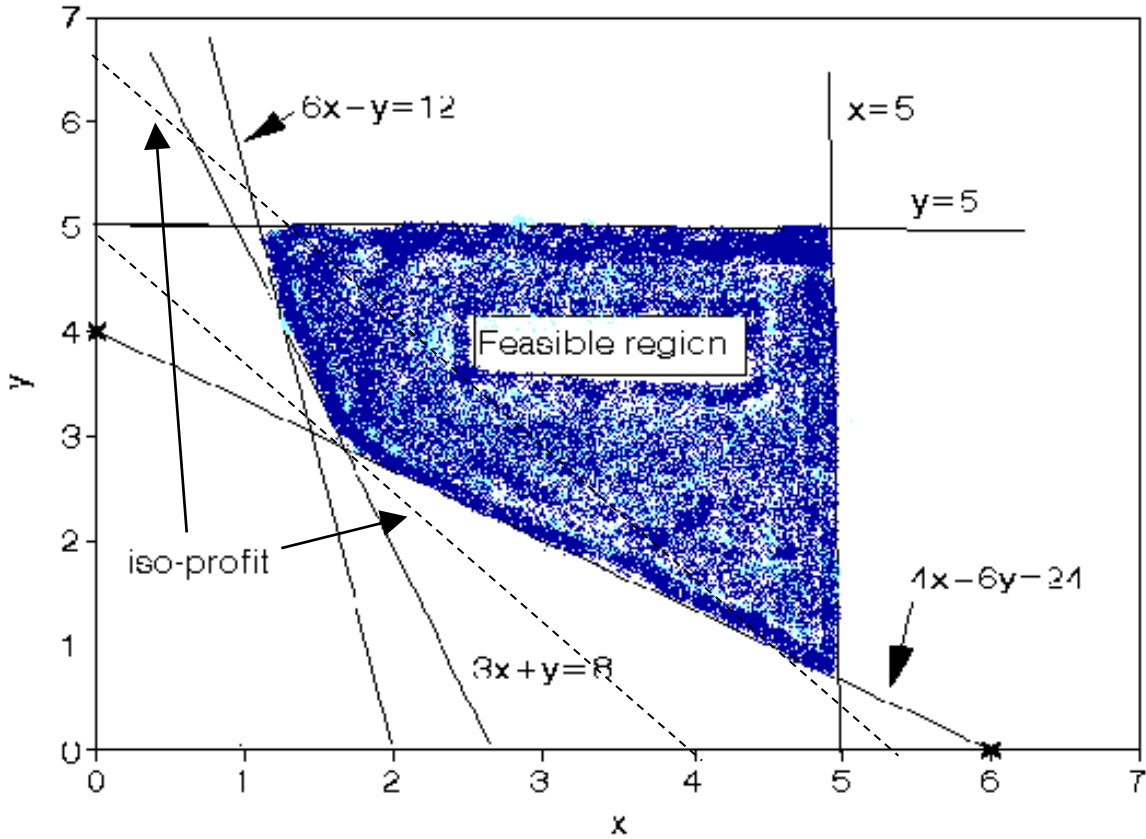 7
6
5
4
3
2
1
0
y
6x-y=12
x=5
y=5
Feasible region
iso-profit
3x+y=8
4x-6y=24
0 1 2 3 4 5 6 7
x